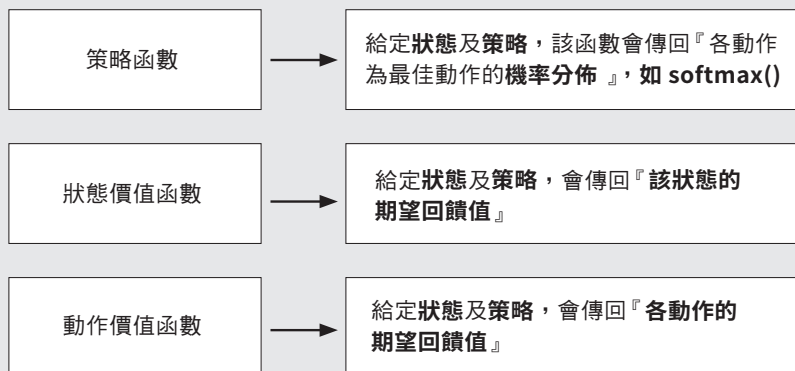 策略函數
給定狀態及策略，該函數會傳回『各動作
為最佳動作的機率分佈 』，如 softmax()
狀態價值函數
給定狀態及策略，會傳回『該狀態的
期望回饋值』
動作價值函數
給定狀態及策略，會傳回『各動作的
期望回饋值』